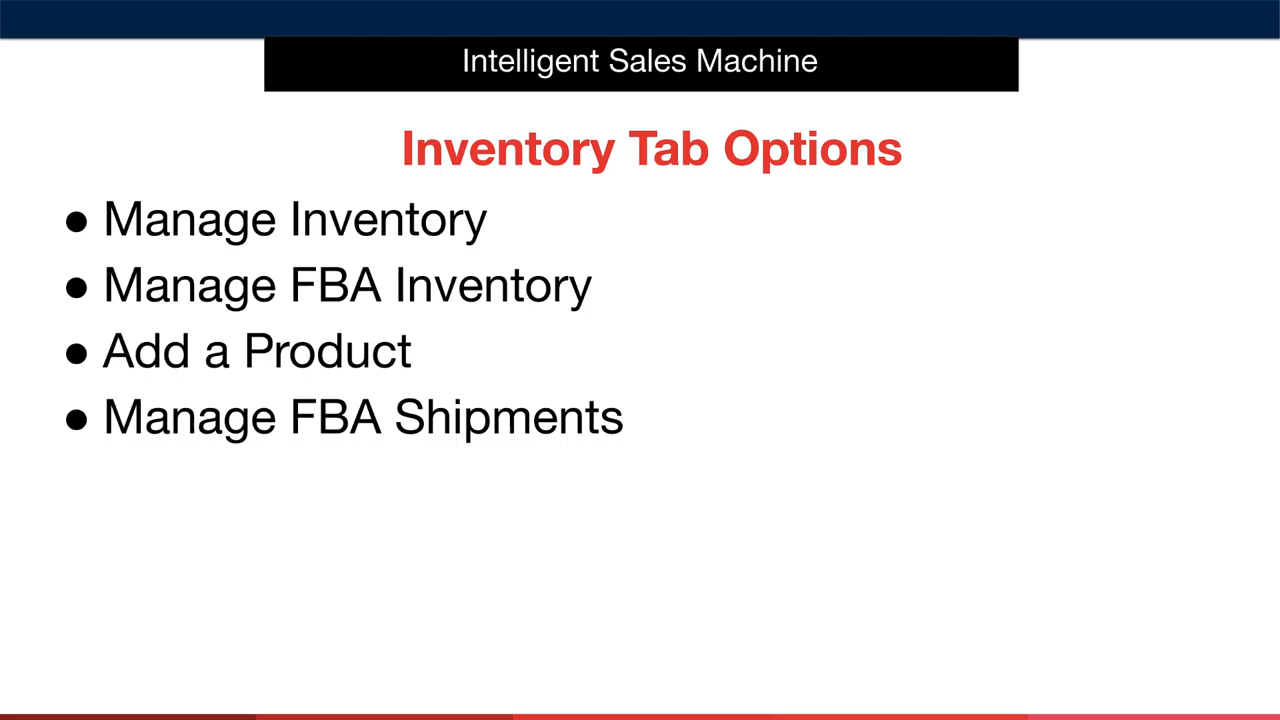 Intelligent Sales Machine
Inventory Tab Options
● Manage Inventory
● Manage FBA Inventory
● Add a Product
● Manage FBA Shipments